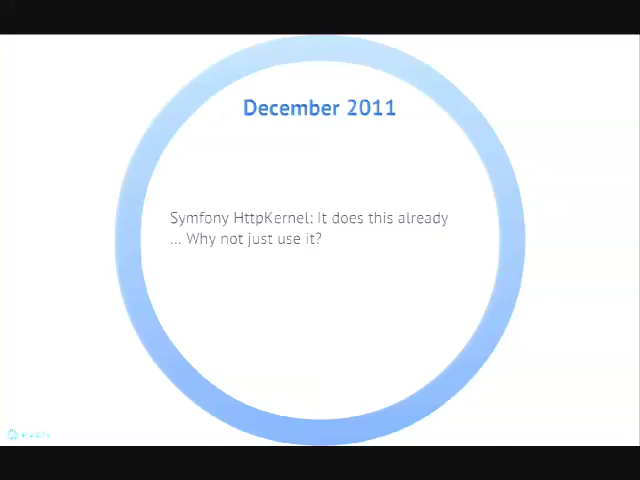 December 2011
Symfony HttpKernel: It does this already
... Why not just use it?